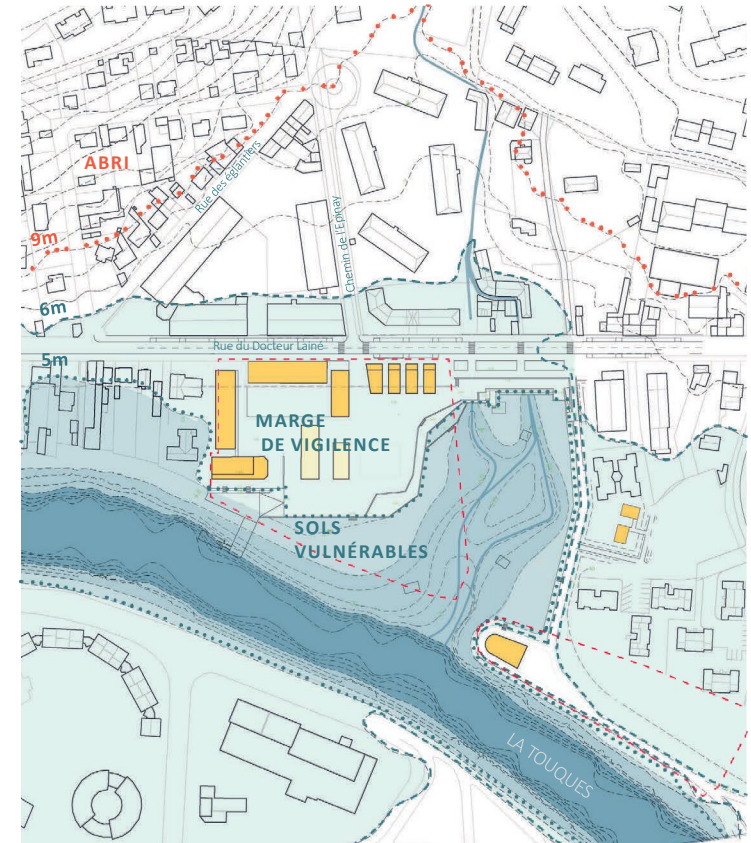 ABRI
Rue des églantiers
9m
Chemin de l'Epinay
6m
Rue du Docteur Lainé
5m
MARGE
DE VIGILENCE
SOLS
VULNÉRABLES
LA TOUQUES